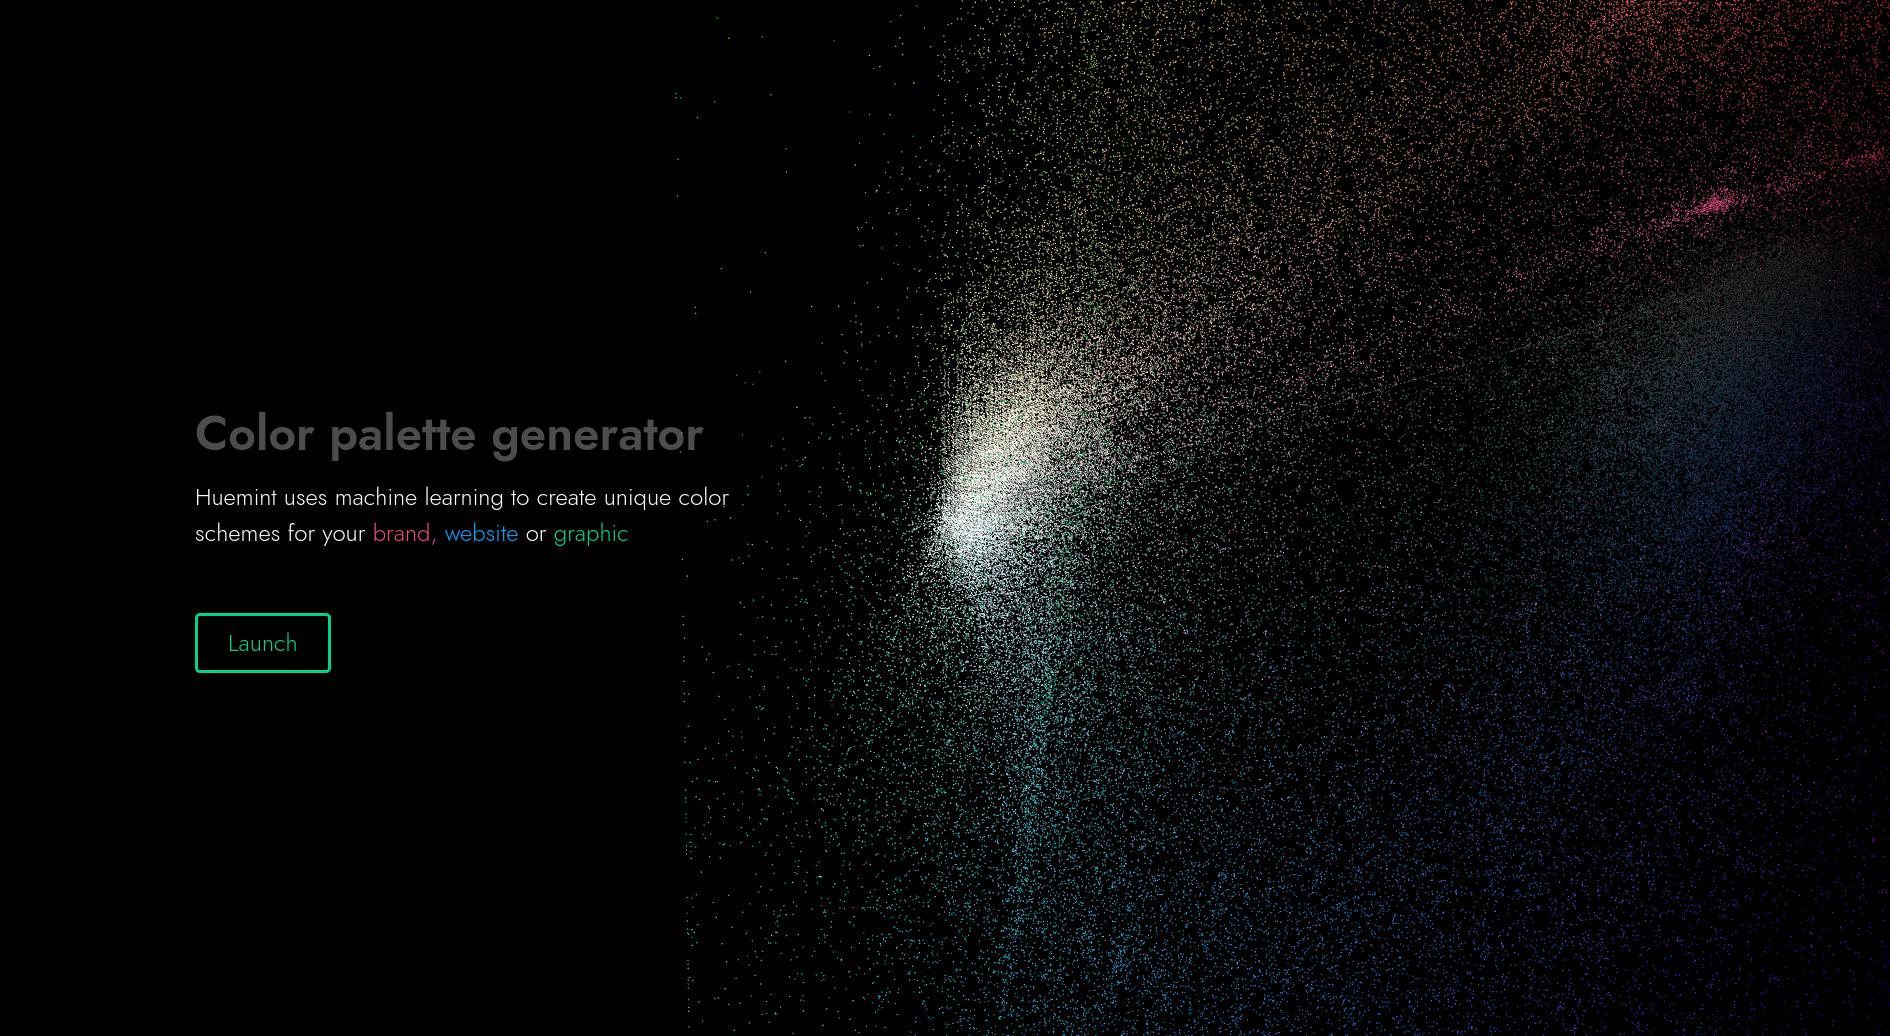 Color palette generator
Huemint uses machine learning to create unique color
schemes for your brand, website or graphic
Launch